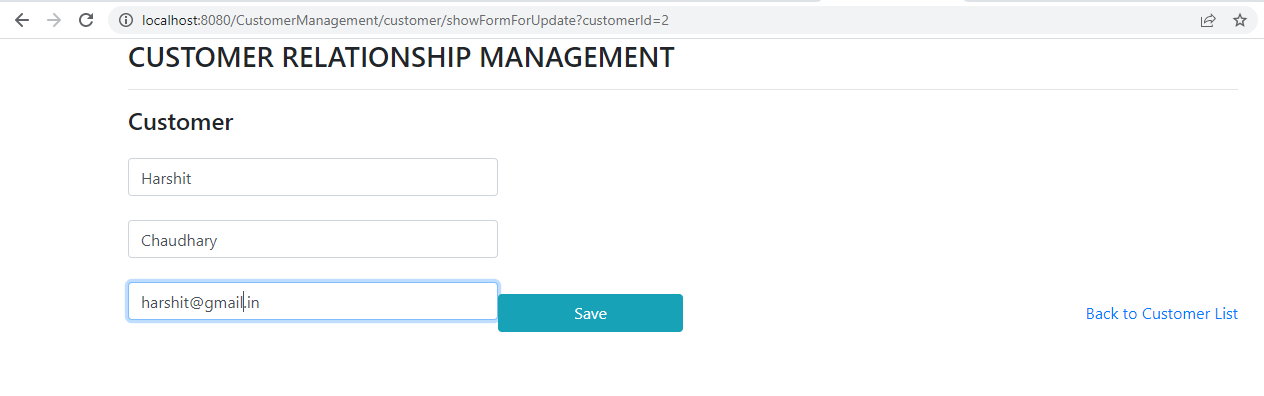 localhost:8080/CustomerManagement/customer/showFormForUpdate?customerId=2
CUSTOMER RELATIONSHIP MANAGEMENT
Customer
Harshit
Chaudhary
harshit@gmail.in
Save
Back to Customer List